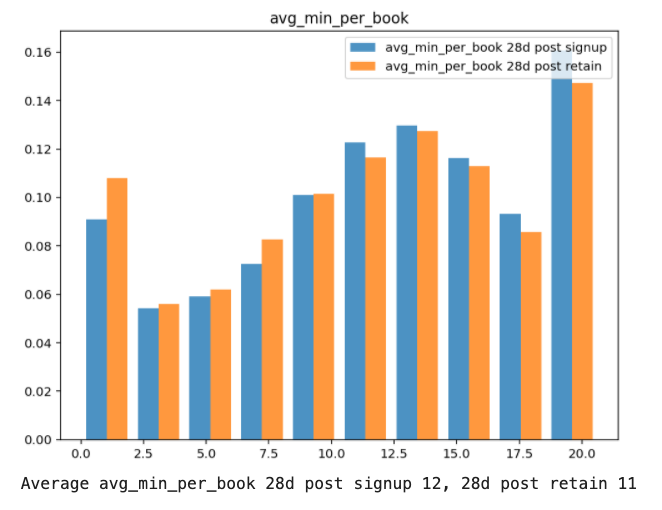 avg_min_per_book
avg_min_per_book 28d post signup
avg_min_per_book 28d post retain
0.16
0.14
0.12
0.10
0.08
0.06
0.04
0.02
0.00
0.0 2.5 5.0 7.5 10.0 12.5 15.0 17.5 20.0
Average avg_min_per_book 28d post signup 12, 28d post retain 11